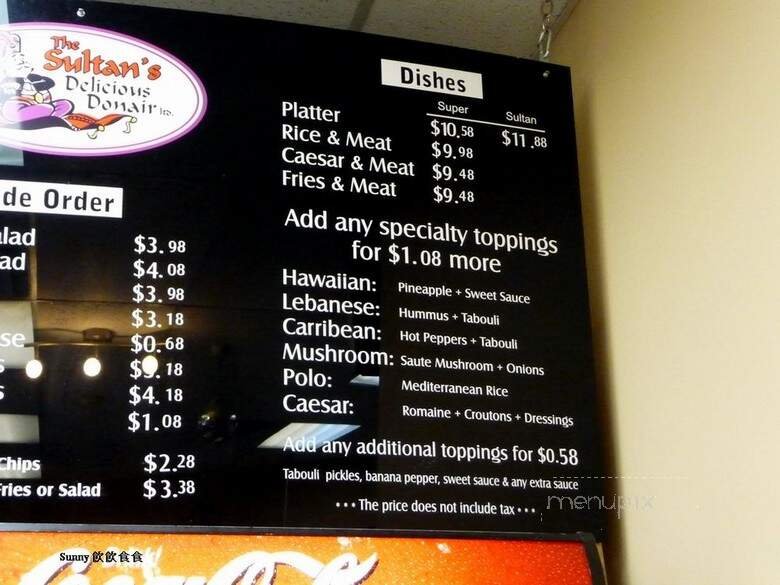 The
Sultan's
Delicious
Donair ltd.
Dishes
Super Sultan
Platter $10.58 $11.88
Rice & Meat $9.98
Caesar & Meat $9.48
Fries & Meat $9.48
Add any specialty toppings
for $1.08 more
Hawaiian: Pineapple + Sweet Sauce
Lebanese: Hummus + Tabouli
Carribean: Hot Peppers + Tabouli
Mushroom: Saute Mushroom + Onions
Polo: Mediterranean Rice
Caesar: Romaine + Croutons + Dressings
Add any additional toppings for $0.58
Tabouli pickles, banana pepper, sweet sauce & any extra sauce
•••The price does not include tax•••
de Order
alad $3.98
ad $4.08
$3.98
$3.18
se $0.68
s .18
s $4.18
$1.08
Chips $2.28
Fries or Salad $3.38
menupix
Sunny 飲飲食食